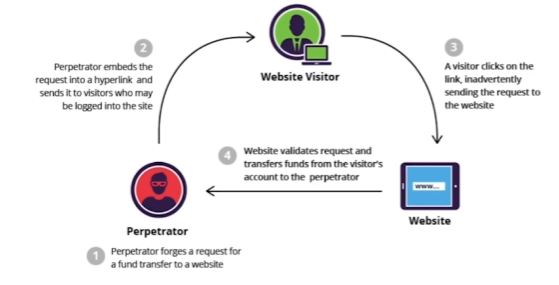 2
Perpetrator embeds the
request into a hyperlink and
sends it to visitors who may
be logged into the site
Website Visitor
3
A visitor clicks on the
link, inadvertently
sending the request to
the website
4
Website validates request and
transfers funds from the visitor's
account to the perpetrator
www...
Website
Perpetrator
1
Perpetrator forges a request for
a fund transfer to a website